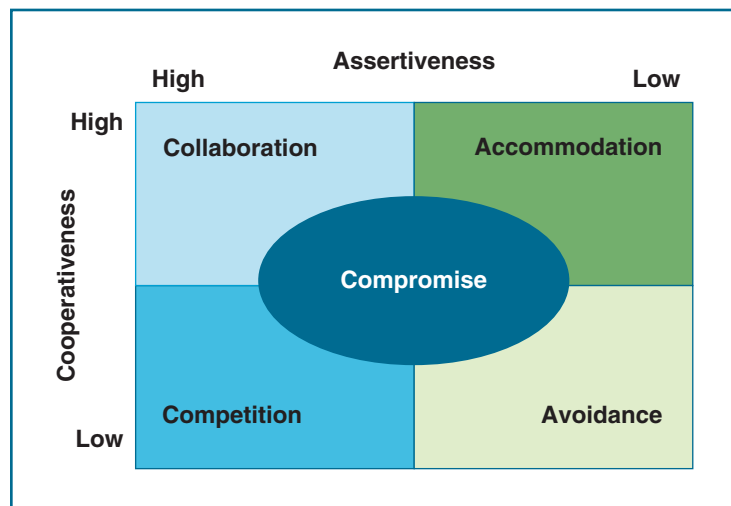 Assertiveness
High
Low
High
Collaboration
Accommodation
Cooperativeness
Compromise
Competition
Avoidance
Low